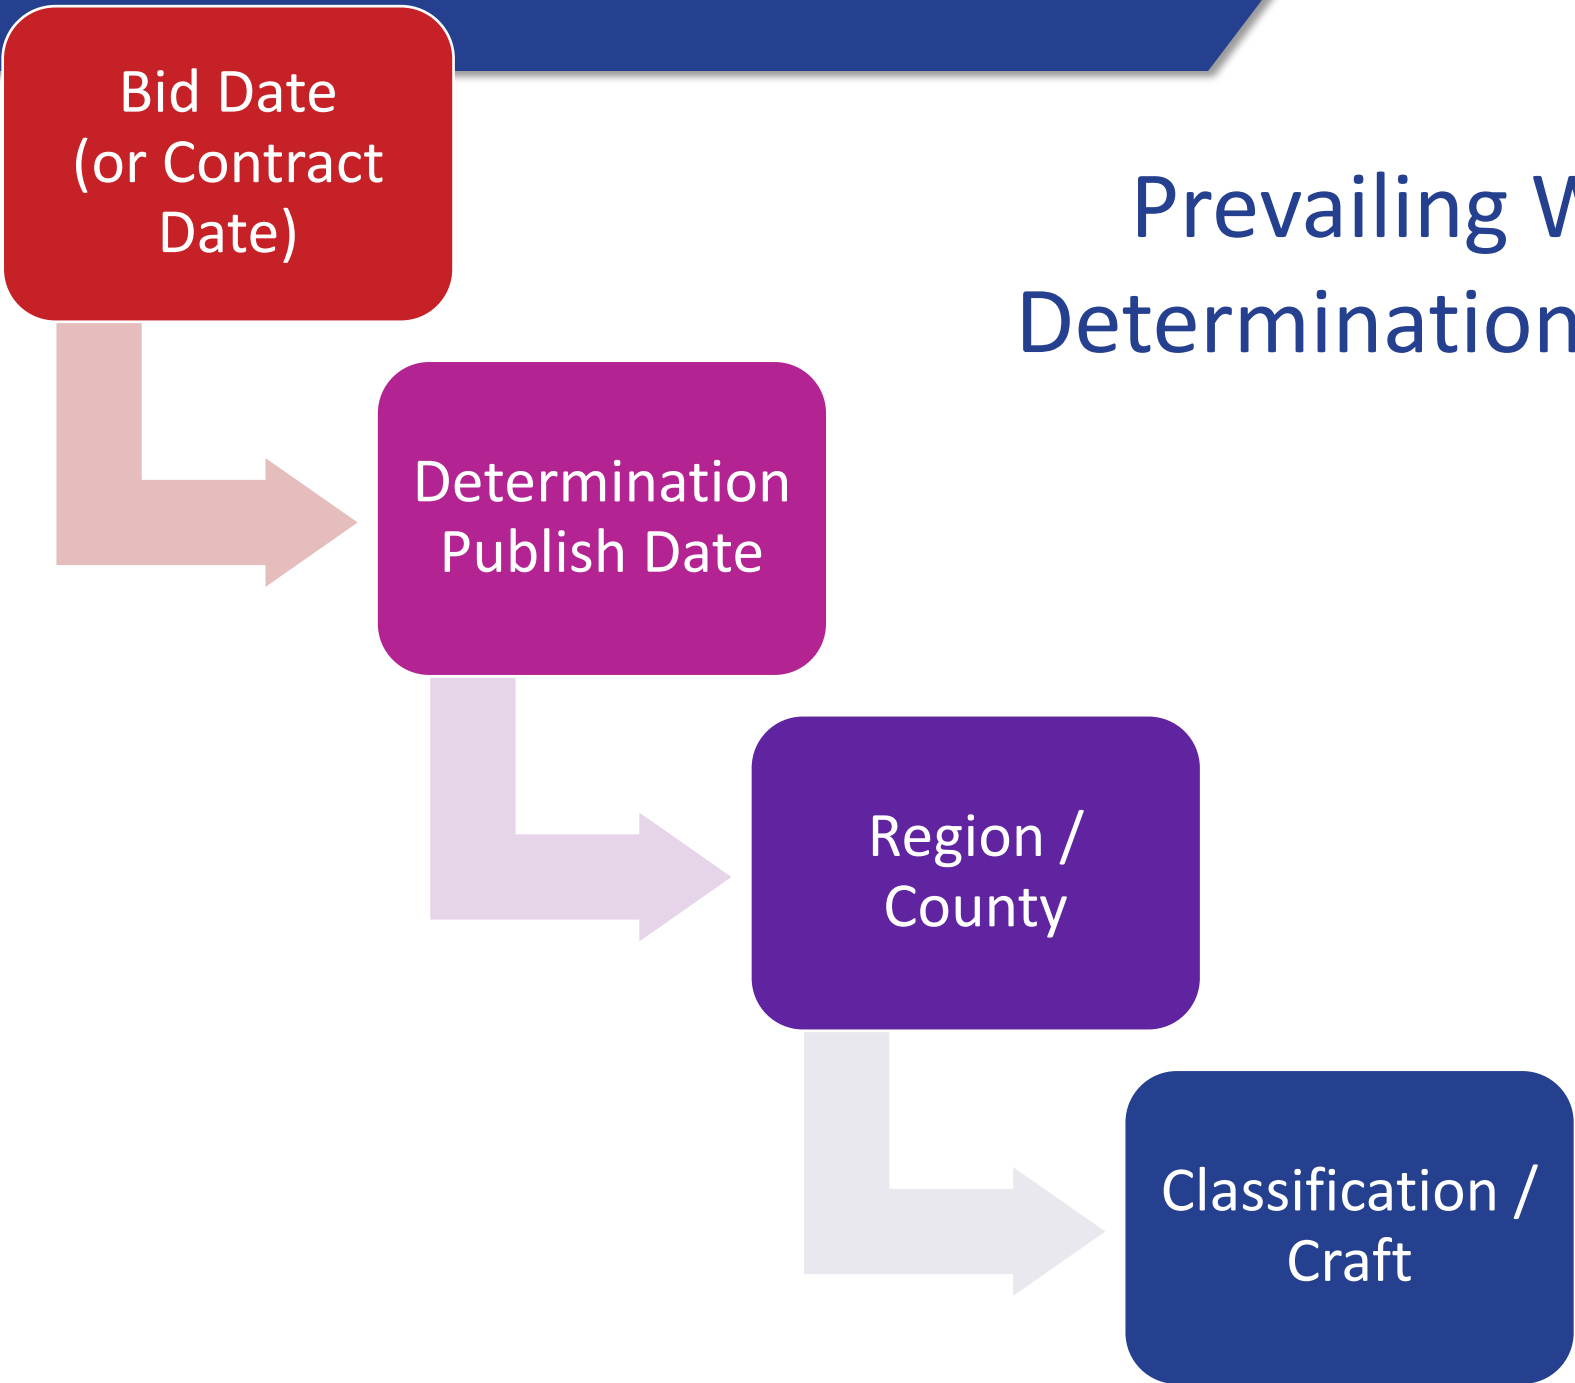 Bid Date
(or Contract
Date)
Prevailing
Determination
Determination
Publish Date
Region /
County
Classification /
Craft